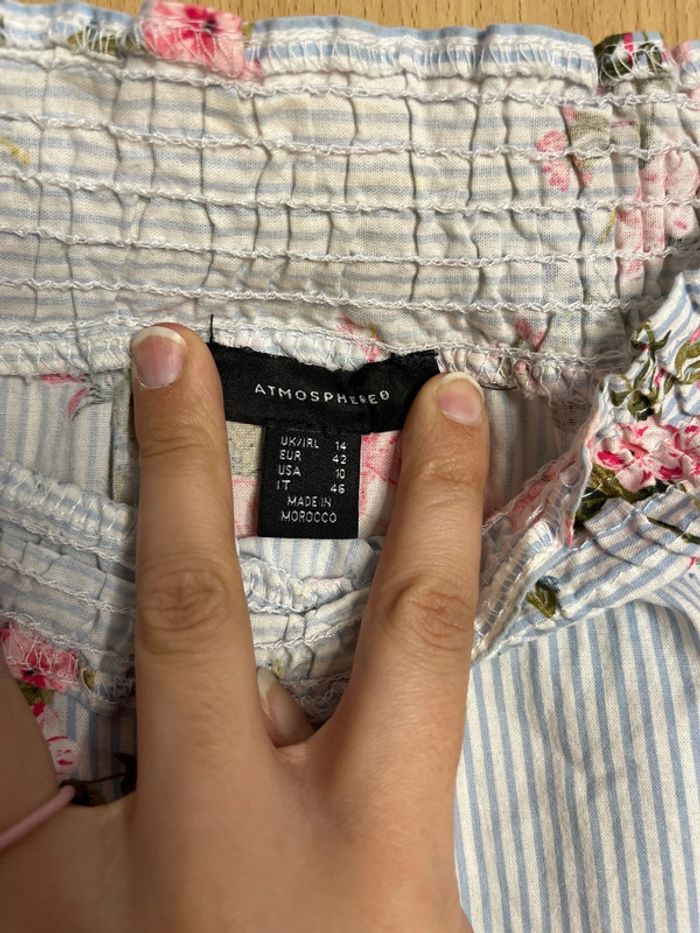 ATMOSPHERE®
UK/IRL 14
EUR 42
USA 10
IT 46
MADE IN
MOROCCO